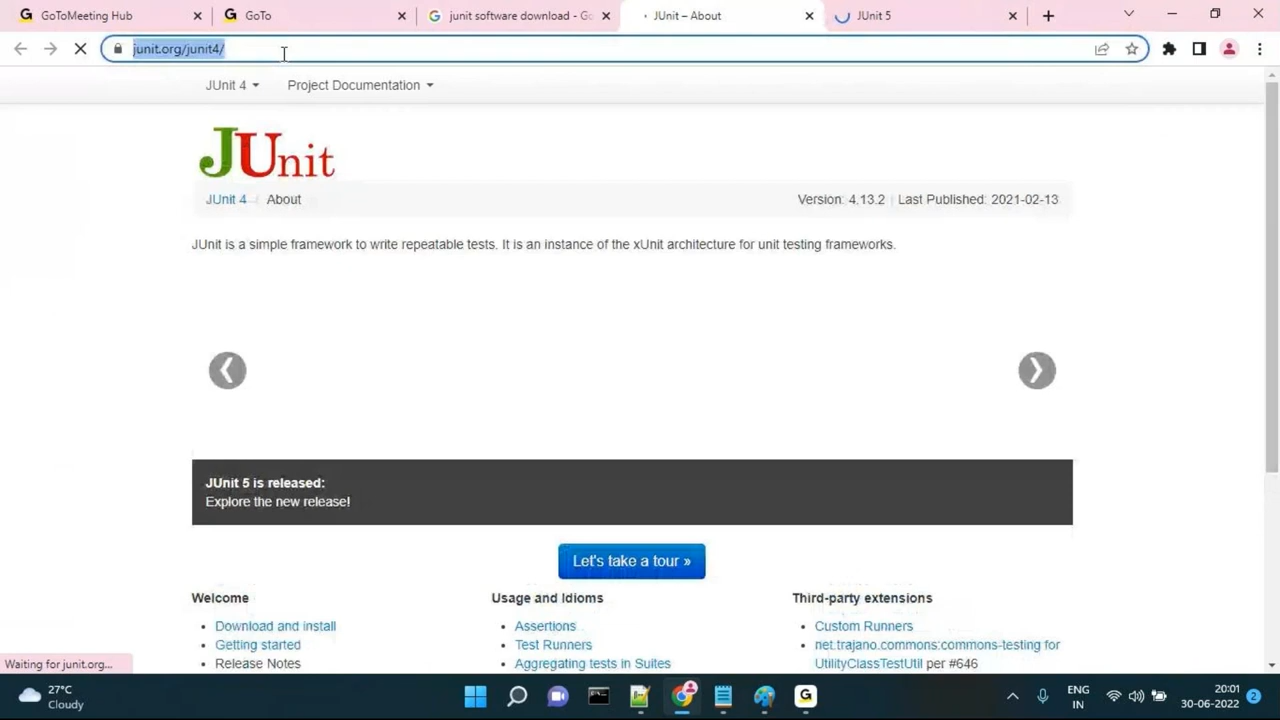 GoToMeeting Hub
GoTo
junit software download - Go
JUnit – About
JUnit 5
junit.org/junit4/
JUnit 4
Project Documentation
JUnit
JUnit 4 / About
Version: 4.13.2 | Last Published: 2021-02-13
JUnit is a simple framework to write repeatable tests. It is an instance of the xUnit architecture for unit testing frameworks.
JUnit 5 is released:
Explore the new release!
Let's take a tour »
Welcome
Download and install
Getting started
Release Notes
Usage and Idioms
Assertions
Test Runners
Aggregating tests in Suites
Third-party extensions
Custom Runners
net.trajano.commons:commons-testing for
UtilityClassTestUtil per #646
Waiting for junit.org...
27°C
Cloudy
ENG
IN
20:01
30-06-2022
2